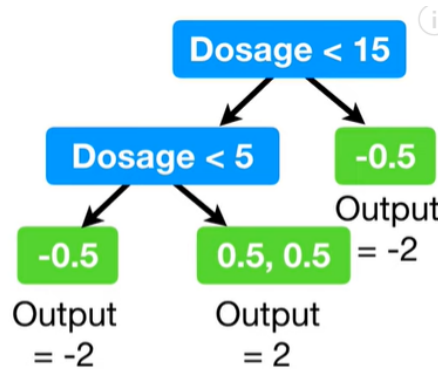 Dosage < 15
Dosage < 5
-0.5
Output
= -2
-0.5
0.5, 0.5
Output
= -2
Output
= 2